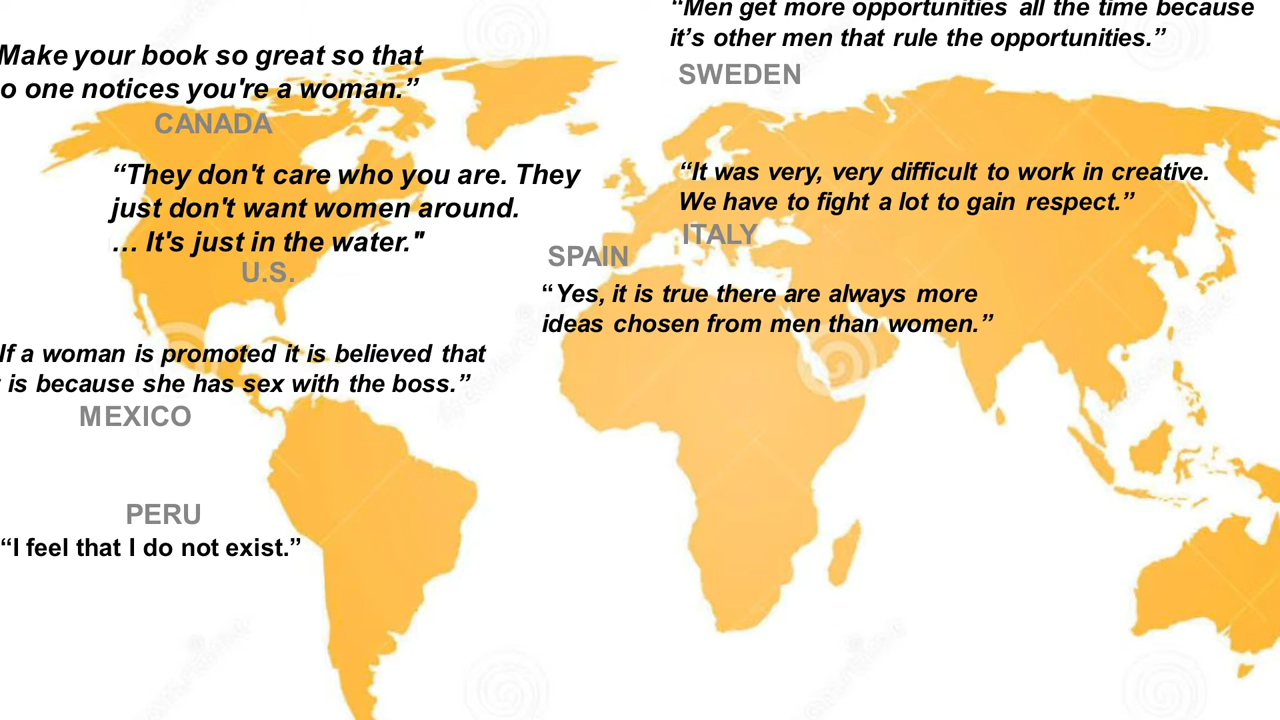 “Men get more opportunities all the time because
it’s other men that rule the opportunities.”
SWEDEN
Make your book so great so that
o one notices you're a woman.”
CANADA
“They don't care who you are. They
just don't want women around.
… It's just in the water."
U.S.
“It was very, very difficult to work in creative.
We have to fight a lot to gain respect.”
ITALY
SPAIN
“Yes, it is true there are always more
ideas chosen from men than women.”
If a woman is promoted it is believed that
is because she has sex with the boss.”
MEXICO
PERU
“I feel that I do not exist.”